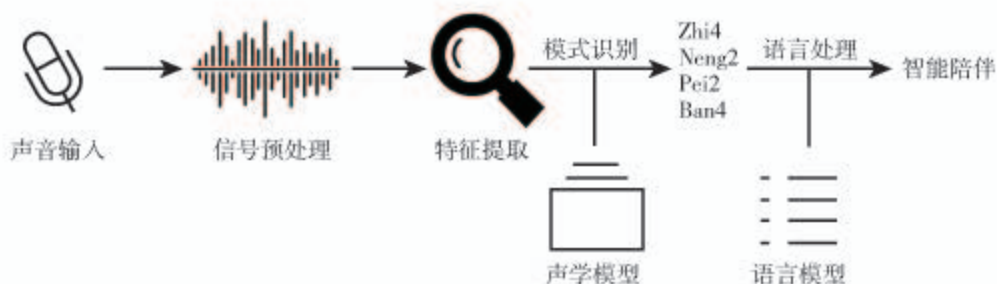 声音输入
信号预处理
特征提取
模式识别
声学模型
Zhi4
Neng2
Pei2
Ban4
语言处理
语言模型
智能陪伴